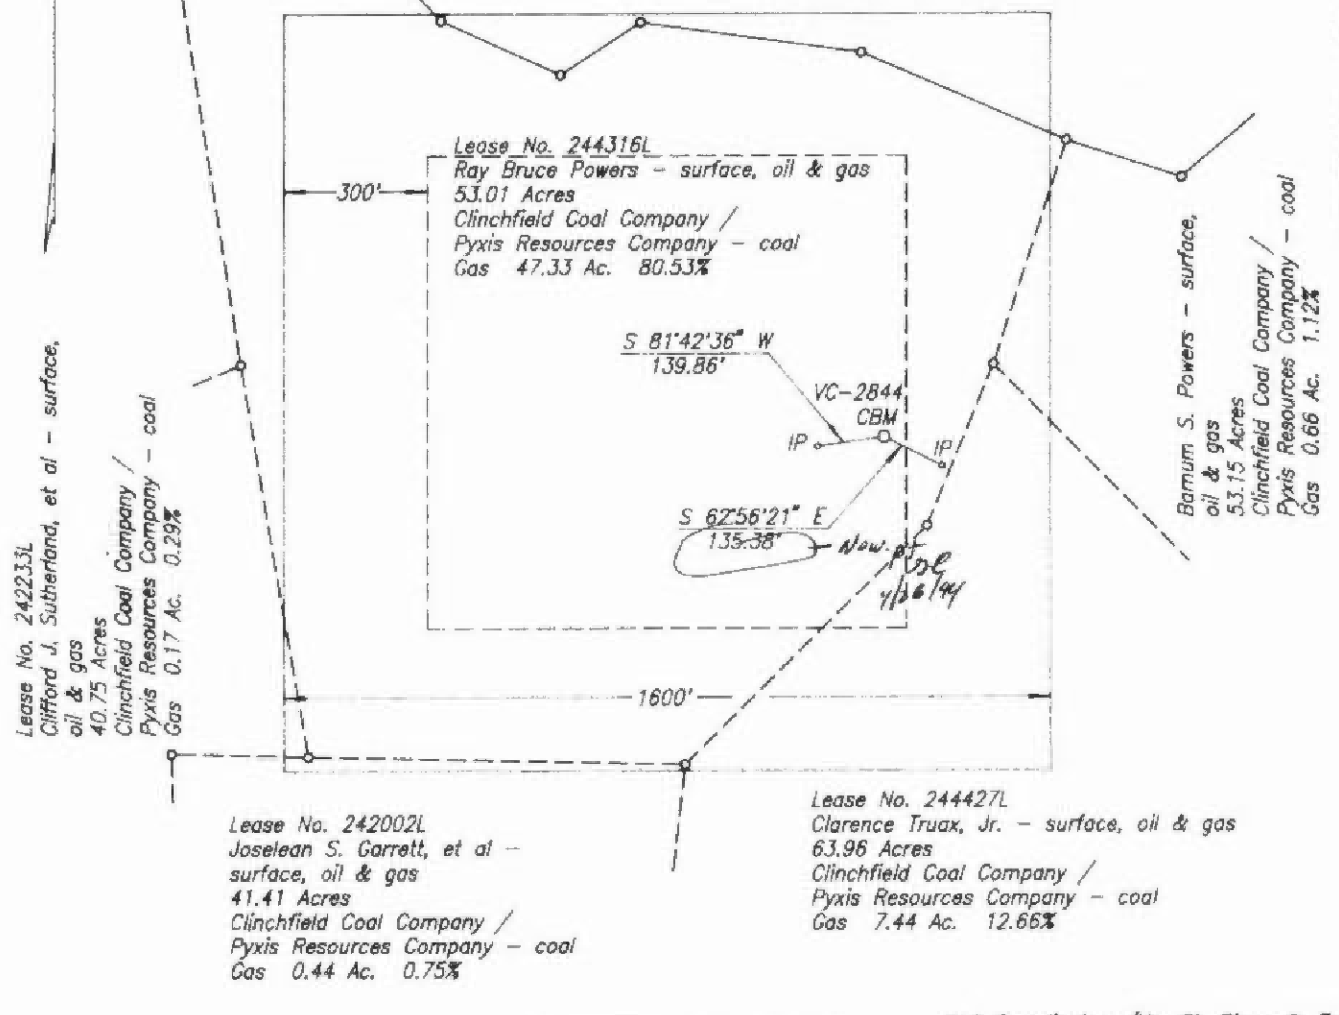 Lease No. 244316L
Ray Bruce Powers - surface, oil & gas
53.01 Acres
Clinchfield Coal Company /
Pyxis Resources Company - coal
Gas 47.33 Ac. 80.53%
300'
S 81°42'36" W
139.86'
VC-2844
CBM
IP
IP
S 62°56'21" E
135.38'
1600'
Lease No. 242233L
Clifford J. Sutherland, et al - surface,
oil & gas
40.75 Acres
Clinchfield Coal Company /
Pyxis Resources Company - coal
Gas 0.17 Ac. 0.29%
Barnum S. Powers - surface,
oil & gas
53.15 Acres
Clinchfield Coal Company /
Pyxis Resources Company - coal
Gas 0.66 Ac. 1.12%
Lease No. 242002L
Joselean S. Garrett, et al -
surface, oil & gas
41.41 Acres
Clinchfield Coal Company /
Pyxis Resources Company - coal
Gas 0.44 Ac. 0.75%
Lease No. 244427L
Clarence Truax, Jr. - surface, oil & gas
63.96 Acres
Clinchfield Coal Company /
Pyxis Resources Company - coal
Gas 7.44 Ac. 12.66%